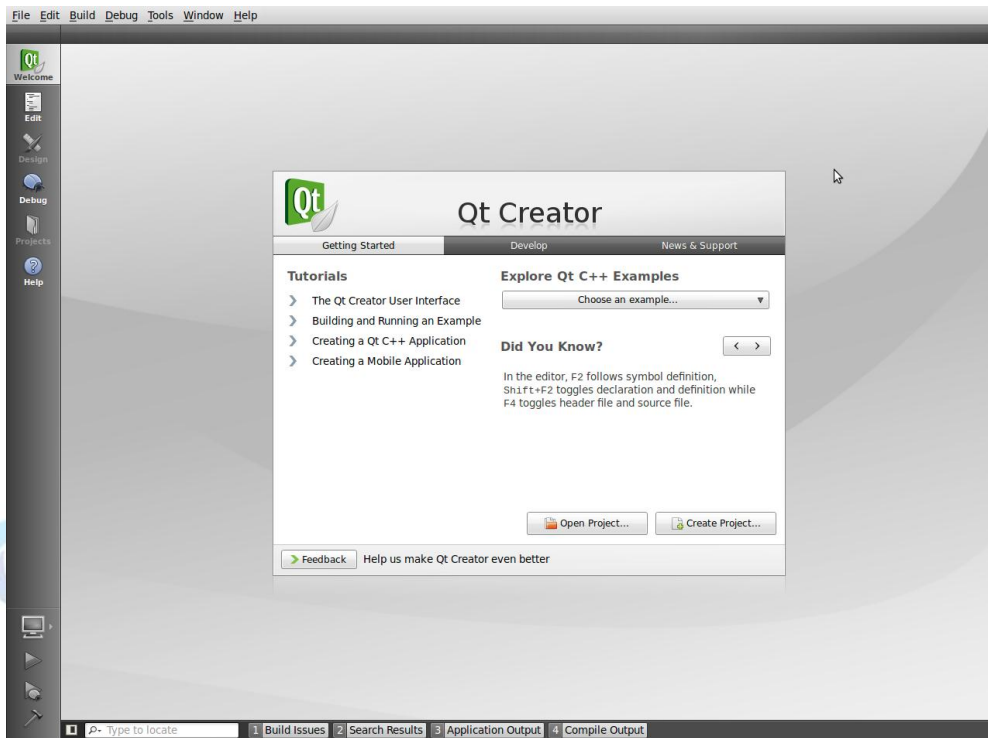 File Edit Build Debug Tools Window Help
Qt
Welcome
Edit
Design
Debug
Projects
Help
Qt
Qt Creator
Getting Started Develop News & Support
Tutorials
The Qt Creator User Interface
Building and Running an Example
Creating a Qt C++ Application
Creating a Mobile Application
Explore Qt C++ Examples
Choose an example...
Did You Know?
In the editor, F2 follows symbol definition,
Shift+F2 toggles declaration and definition while
F4 toggles header file and source file.
Open Project... Create Project...
Feedback Help us make Qt Creator even better
Type to locate 1 Build Issues 2 Search Results 3 Application Output 4 Compile Output